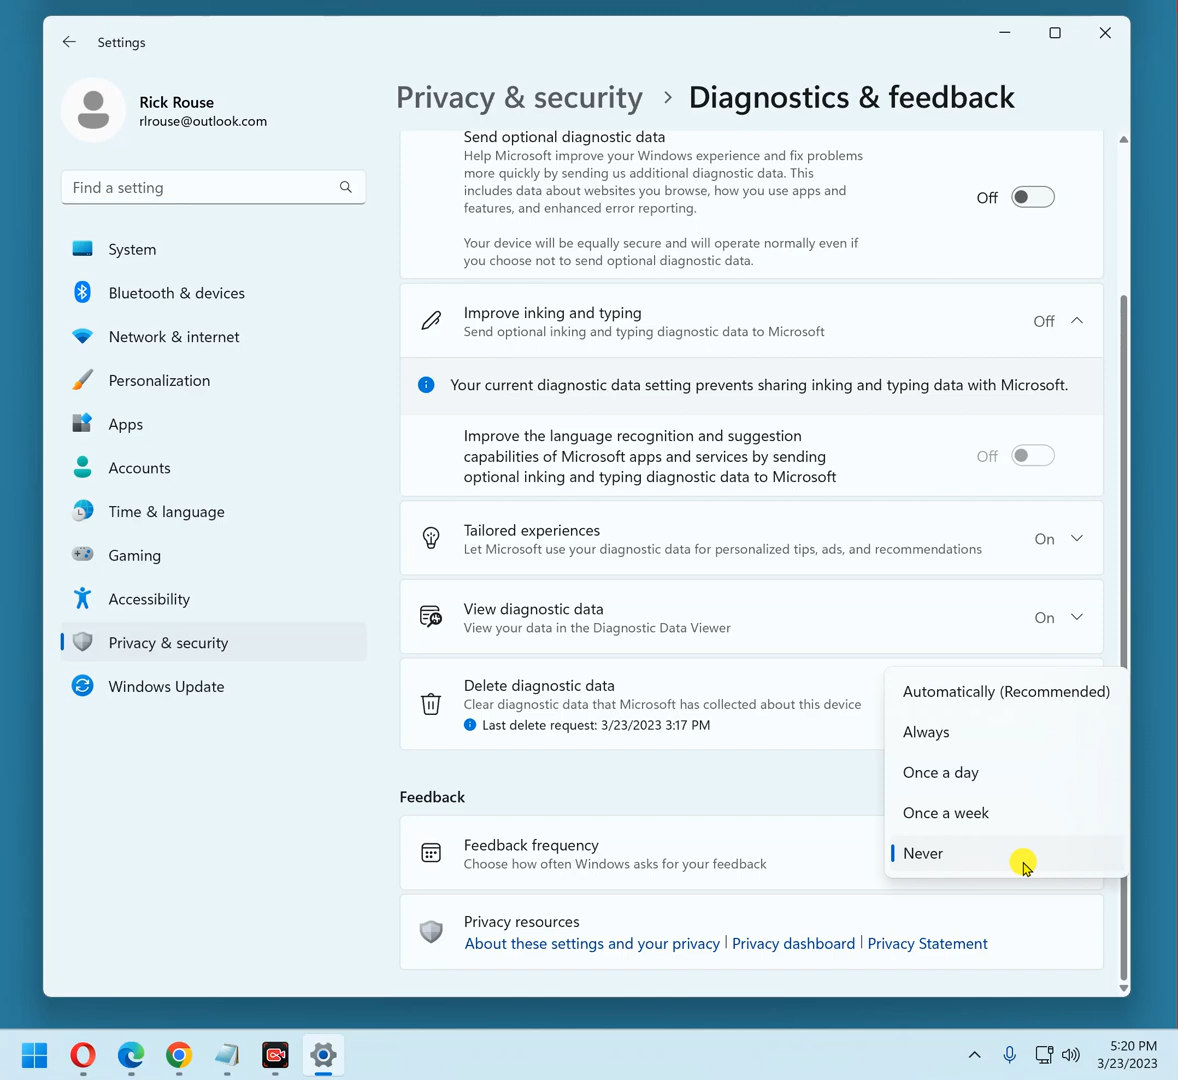 Settings
Rick Rouse
rlrouse@outlook.com
Find a setting
System
Bluetooth & devices
Network & internet
Personalization
Apps
Accounts
Time & language
Gaming
Accessibility
Privacy & security
Windows Update
Privacy & security > Diagnostics & feedback
Send optional diagnostic data
Help Microsoft improve your Windows experience and fix problems
more quickly by sending us additional diagnostic data. This
includes data about websites you browse, how you use apps and
features, and enhanced error reporting.
Off
Your device will be equally secure and will operate normally even if
you choose not to send optional diagnostic data.
Improve inking and typing
Send optional inking and typing diagnostic data to Microsoft
Off
Your current diagnostic data setting prevents sharing inking and typing data with Microsoft.
Improve the language recognition and suggestion
capabilities of Microsoft apps and services by sending
optional inking and typing diagnostic data to Microsoft
Off
Tailored experiences
Let Microsoft use your diagnostic data for personalized tips, ads, and recommendations
On
View diagnostic data
View your data in the Diagnostic Data Viewer
On
Delete diagnostic data
Clear diagnostic data that Microsoft has collected about this device
Last delete request: 3/23/2023 3:17 PM
Automatically (Recommended)
Always
Once a day
Once a week
Never
Feedback
Feedback frequency
Choose how often Windows asks for your feedback
Privacy resources
About these settings and your privacy | Privacy dashboard | Privacy Statement
5:20 PM
3/23/2023